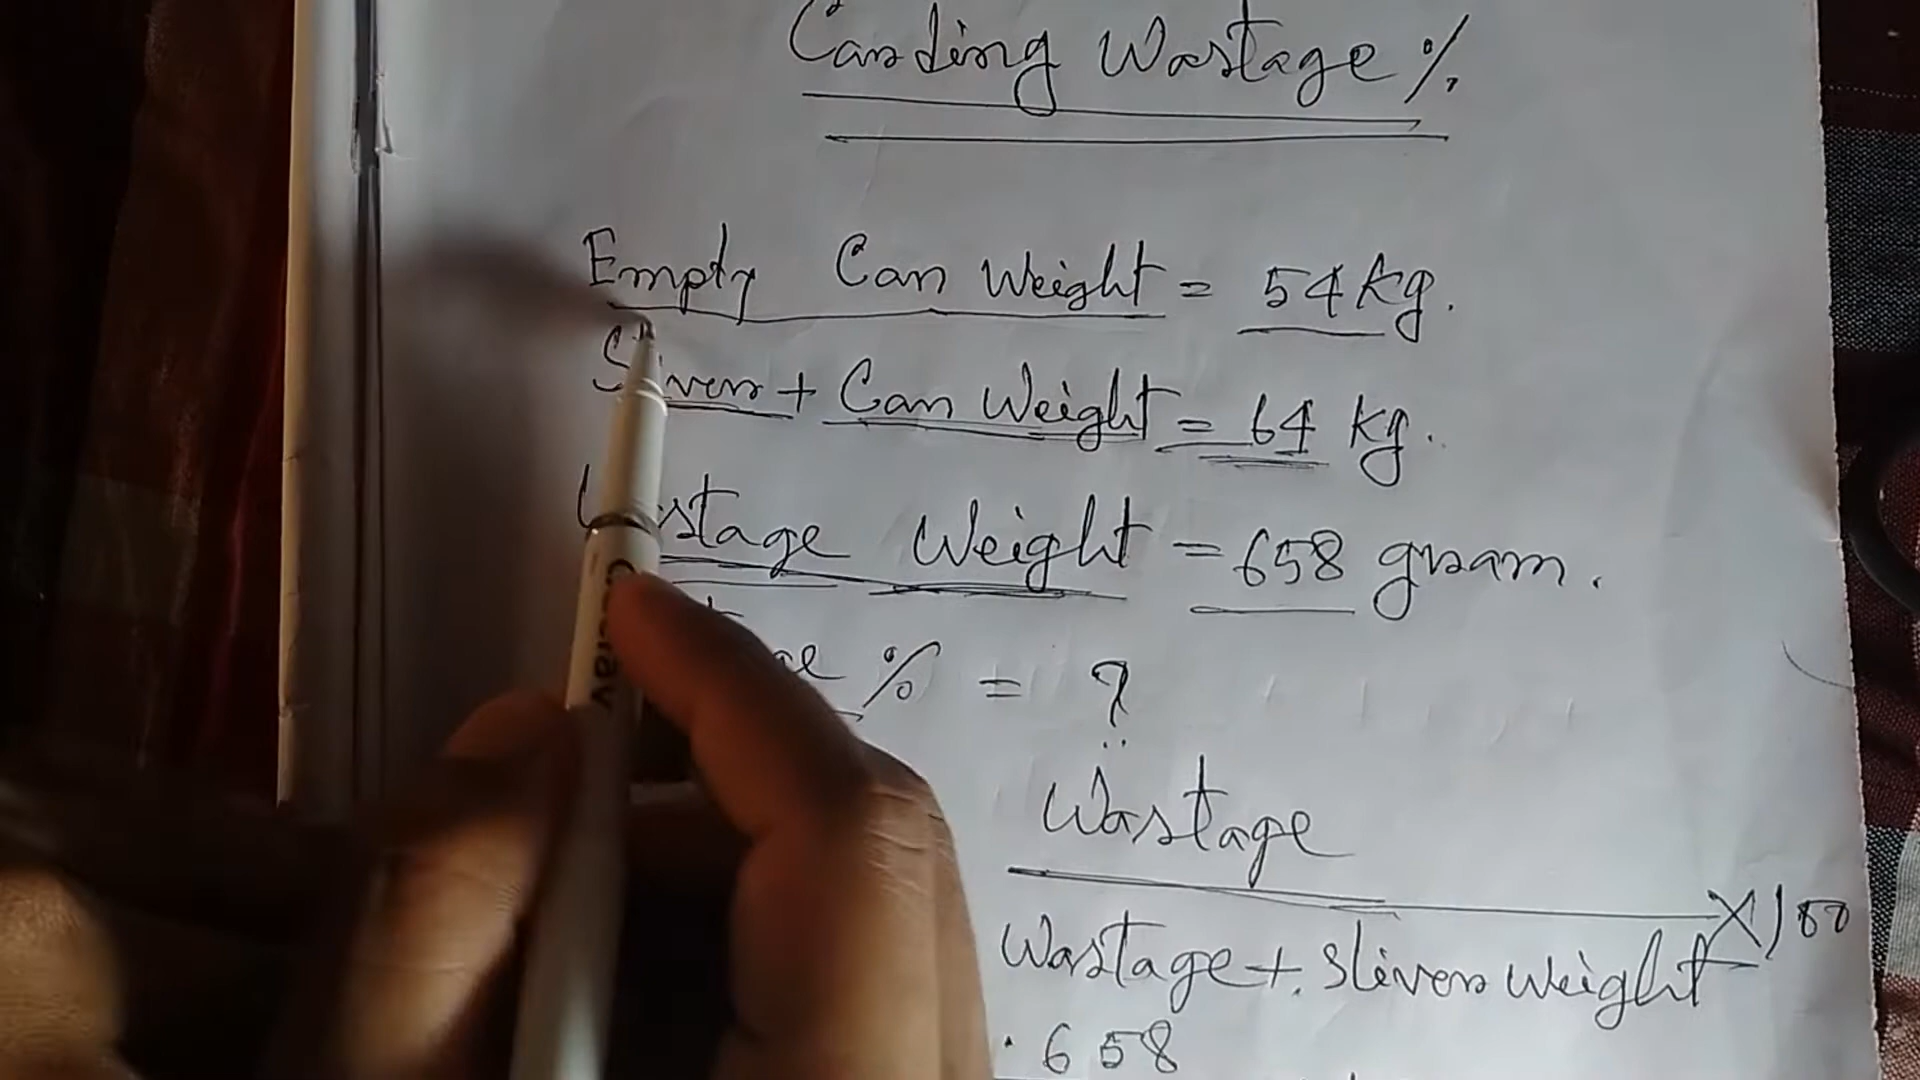 Carding Wastage %
Empty Can Weight = 54 kg.
+ Can Weight = 64 kg.
Weight = 658 gram.
% = ?
Wastage
X 100
Wastage + Sliver Weight
.658